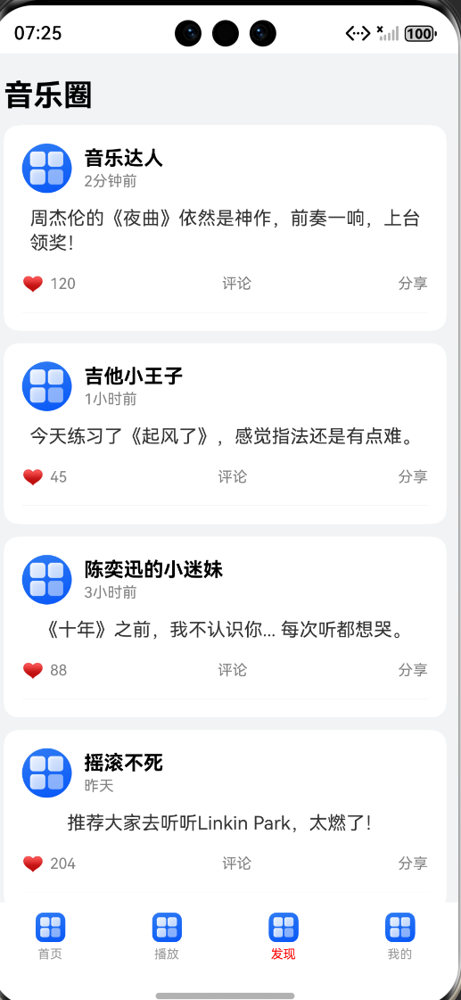 07:25
100
音乐圈
音乐达人
2分钟前
周杰伦的《夜曲》依然是神作，前奏一响，上台
领奖！
120 评论 分享
吉他小王子
1小时前
今天练习了《起风了》，感觉指法还是有点难。
45 评论 分享
陈奕迅的小迷妹
3小时前
《十年》之前，我不认识你... 每次听都想哭。
88 评论 分享
摇滚不死
昨天
推荐大家去听听Linkin Park，太燃了！
204 评论 分享
首页 播放 发现 我的